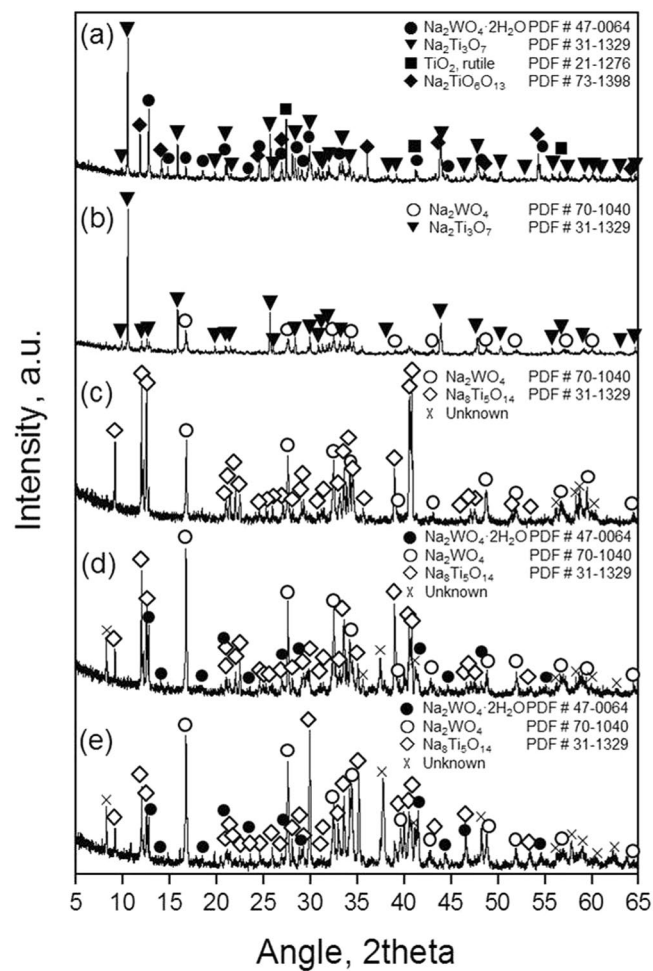 (a)
● Na₂WO₄·2H₂O PDF # 47-0064
▼ Na₂Ti₃O₇ PDF # 31-1329
■ TiO₂, rutile PDF # 21-1276
◆ Na₂TiO₆O₁₃ PDF # 73-1398
(b)
○ Na₂WO₄ PDF # 70-1040
▼ Na₂Ti₃O₇ PDF # 31-1329
(c)
○ Na₂WO₄ PDF # 70-1040
◇ Na₈Ti₅O₁₄ PDF # 31-1329
× Unknown
(d)
● Na₂WO₄·2H₂O PDF # 47-0064
○ Na₂WO₄ PDF # 70-1040
◇ Na₈Ti₅O₁₄ PDF # 31-1329
× Unknown
(e)
● Na₂WO₄·2H₂O PDF # 47-0064
○ Na₂WO₄ PDF # 70-1040
◇ Na₈Ti₅O₁₄ PDF # 31-1329
× Unknown
Intensity, a.u.
5 10 15 20 25 30 35 40 45 50 55 60 65
Angle, 2theta